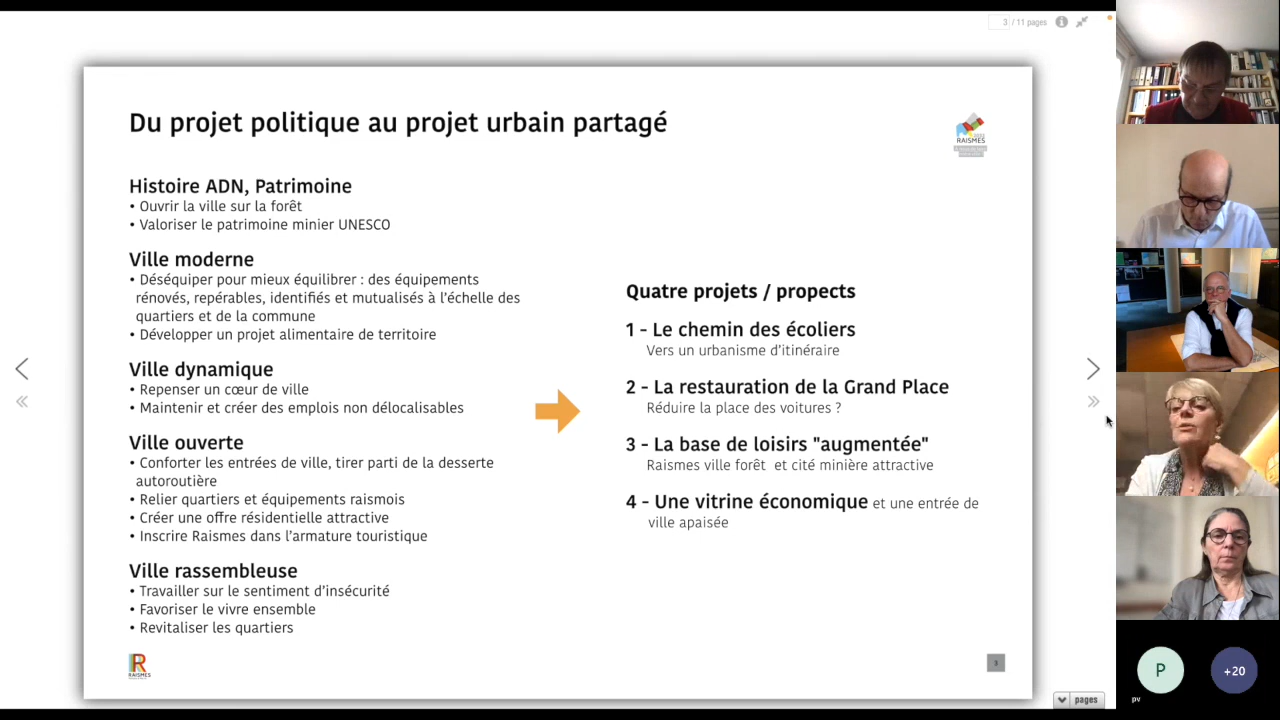 3 / 11 pages
Du projet politique au projet urbain partagé
RAISMES
Histoire ADN, Patrimoine
• Ouvrir la ville sur la forêt
• Valoriser le patrimoine minier UNESCO
Ville moderne
• Déséquiper pour mieux équilibrer : des équipements
rénovés, repérables, identifiés et mutualisés à l'échelle des
quartiers et de la commune
• Développer un projet alimentaire de territoire
Ville dynamique
• Repenser un cœur de ville
• Maintenir et créer des emplois non délocalisables
Ville ouverte
• Conforter les entrées de ville, tirer parti de la desserte
autoroutière
• Relier quartiers et équipements raismois
• Créer une offre résidentielle attractive
• Inscrire Raismes dans l'armature touristique
Ville rassembleuse
• Travailler sur le sentiment d'insécurité
• Favoriser le vivre ensemble
• Revitaliser les quartiers
Quatre projets / propects
1 - Le chemin des écoliers
Vers un urbanisme d'itinéraire
2 - La restauration de la Grand Place
Réduire la place des voitures ?
3 - La base de loisirs "augmentée"
Raismes ville forêt et cité minière attractive
4 - Une vitrine économique et une entrée de
ville apaisée
R
RAISMES
3
pages
P
+20
pv